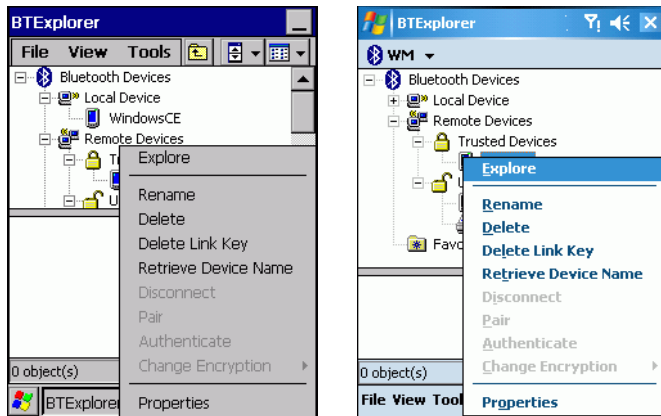 BTExplorer
File View Tools
Bluetooth Devices
Local Device
WindowsCE
Remote Devices
Explore
Rename
Delete
Delete Link Key
Retrieve Device Name
Disconnect
Pair
Authenticate
Change Encryption
Properties
0 object(s)
BTExplorer
BTExplorer
WM
Bluetooth Devices
Local Device
Remote Devices
Trusted Devices
Favo
Explore
Rename
Delete
Delete Link Key
Retrieve Device Name
Disconnect
Pair
Authenticate
Change Encryption
Properties
0 object(s)
File View Tool